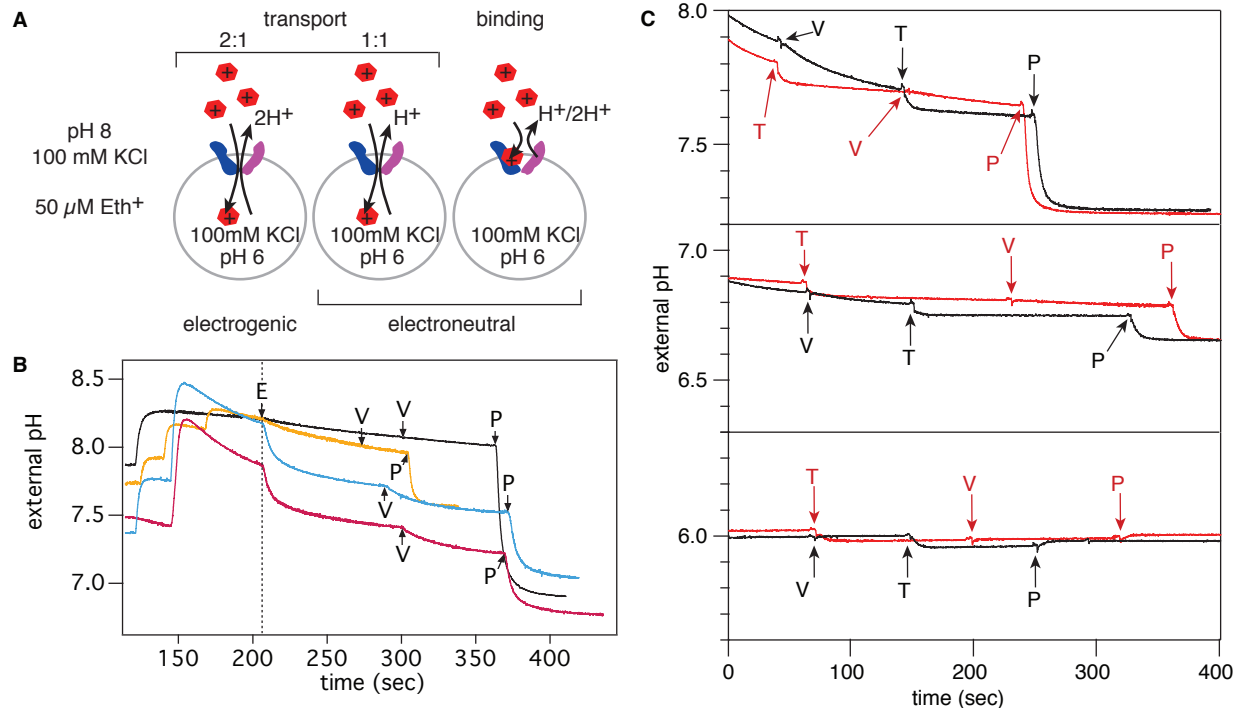 A
transport
binding
2:1
1:1
2H+
H+
H+/2H+
pH 8
100 mM KCl
50 µM Eth+
+
+
+
+
+
+
+
+
+
+
+
+
100mM KCl
pH 6
100mM KCl
pH 6
100mM KCl
pH 6
electrogenic
electroneutral
B
external pH
8.5
8.0
7.5
7.0
E
V
V
P
P
V
P
V
P
150
200
250
300
350
400
time (sec)
C
external pH
8.0
7.5
V
T
P
T
V
P
7.0
6.5
T
V
P
V
T
P
6.0
T
V
P
V
T
P
0
100
200
300
400
time (sec)